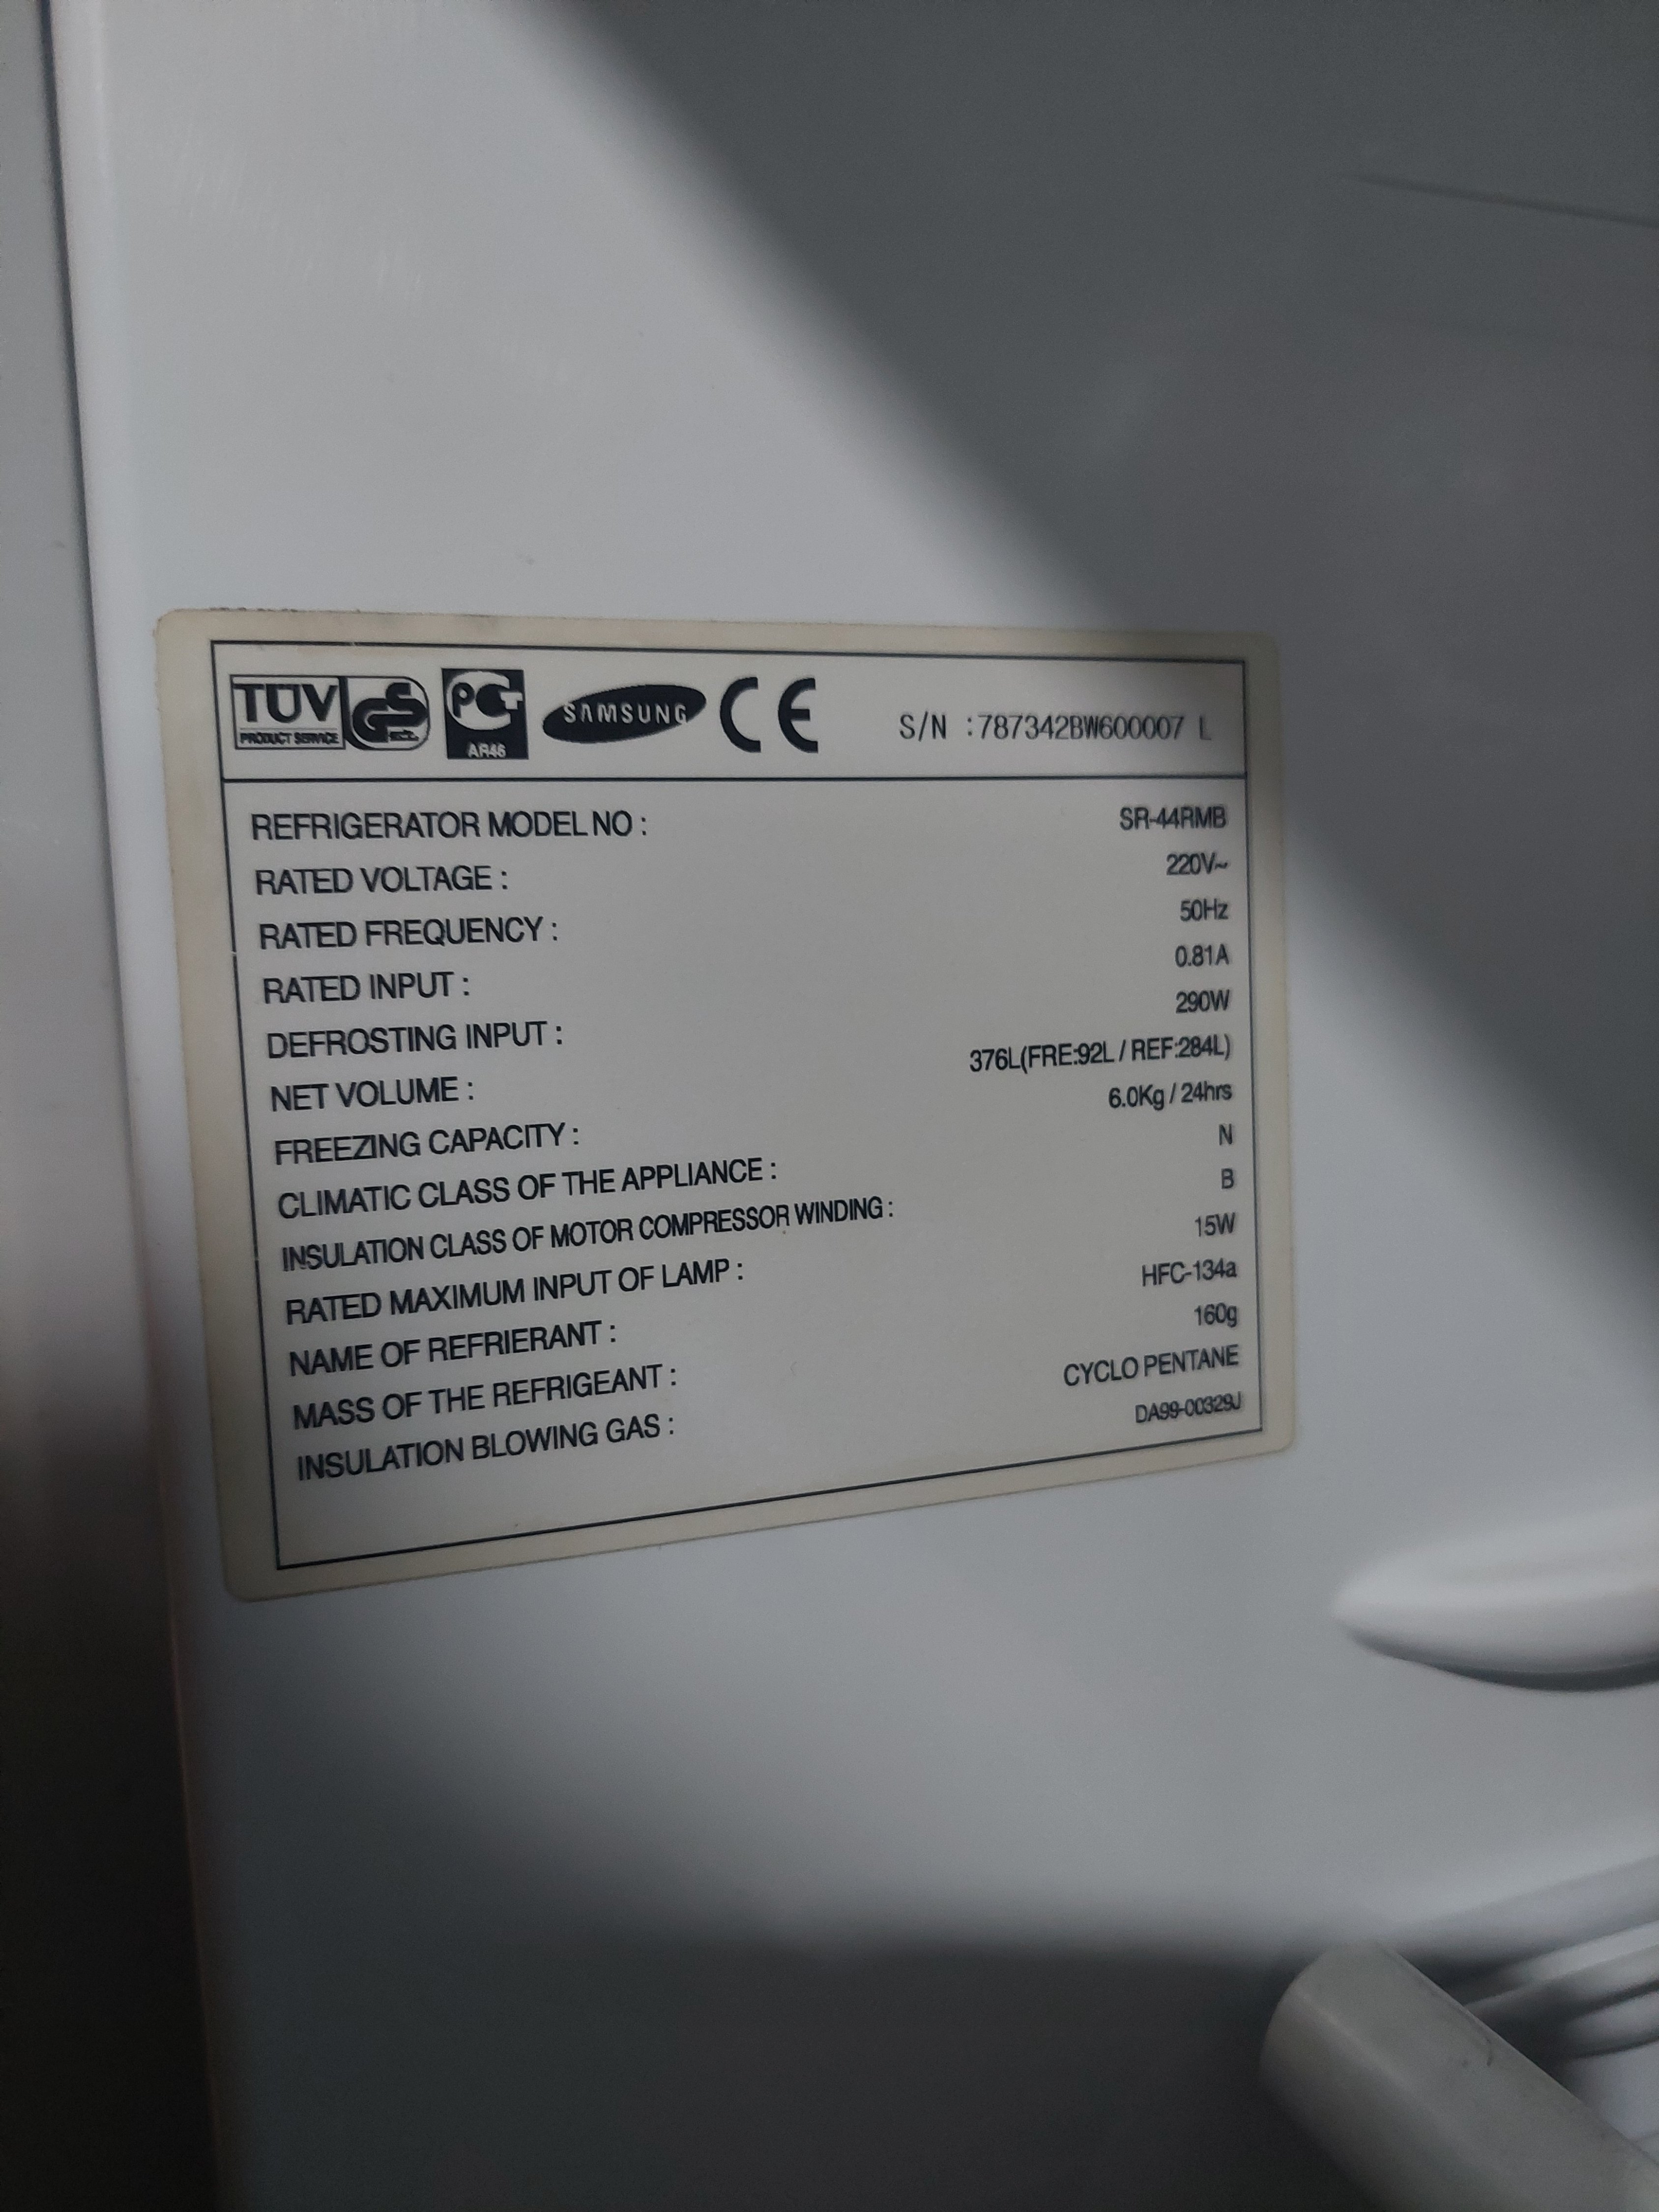 TÜV PRODUCT SERVICE GS PCT AR46 SAMSUNG CE S/N :787342BW600007 L
REFRIGERATOR MODEL NO : SR-44RMB
RATED VOLTAGE : 220V~
RATED FREQUENCY : 50Hz
RATED INPUT : 0.81A
DEFROSTING INPUT : 290W
NET VOLUME : 376L(FRE:92L / REF:284L)
FREEZING CAPACITY : 6.0Kg / 24hrs
CLIMATIC CLASS OF THE APPLIANCE : N
INSULATION CLASS OF MOTOR COMPRESSOR WINDING : B
RATED MAXIMUM INPUT OF LAMP : 15W
NAME OF REFRIERANT : HFC-134a
MASS OF THE REFRIGEANT : 160g
INSULATION BLOWING GAS : CYCLO PENTANE
DA99-00329J